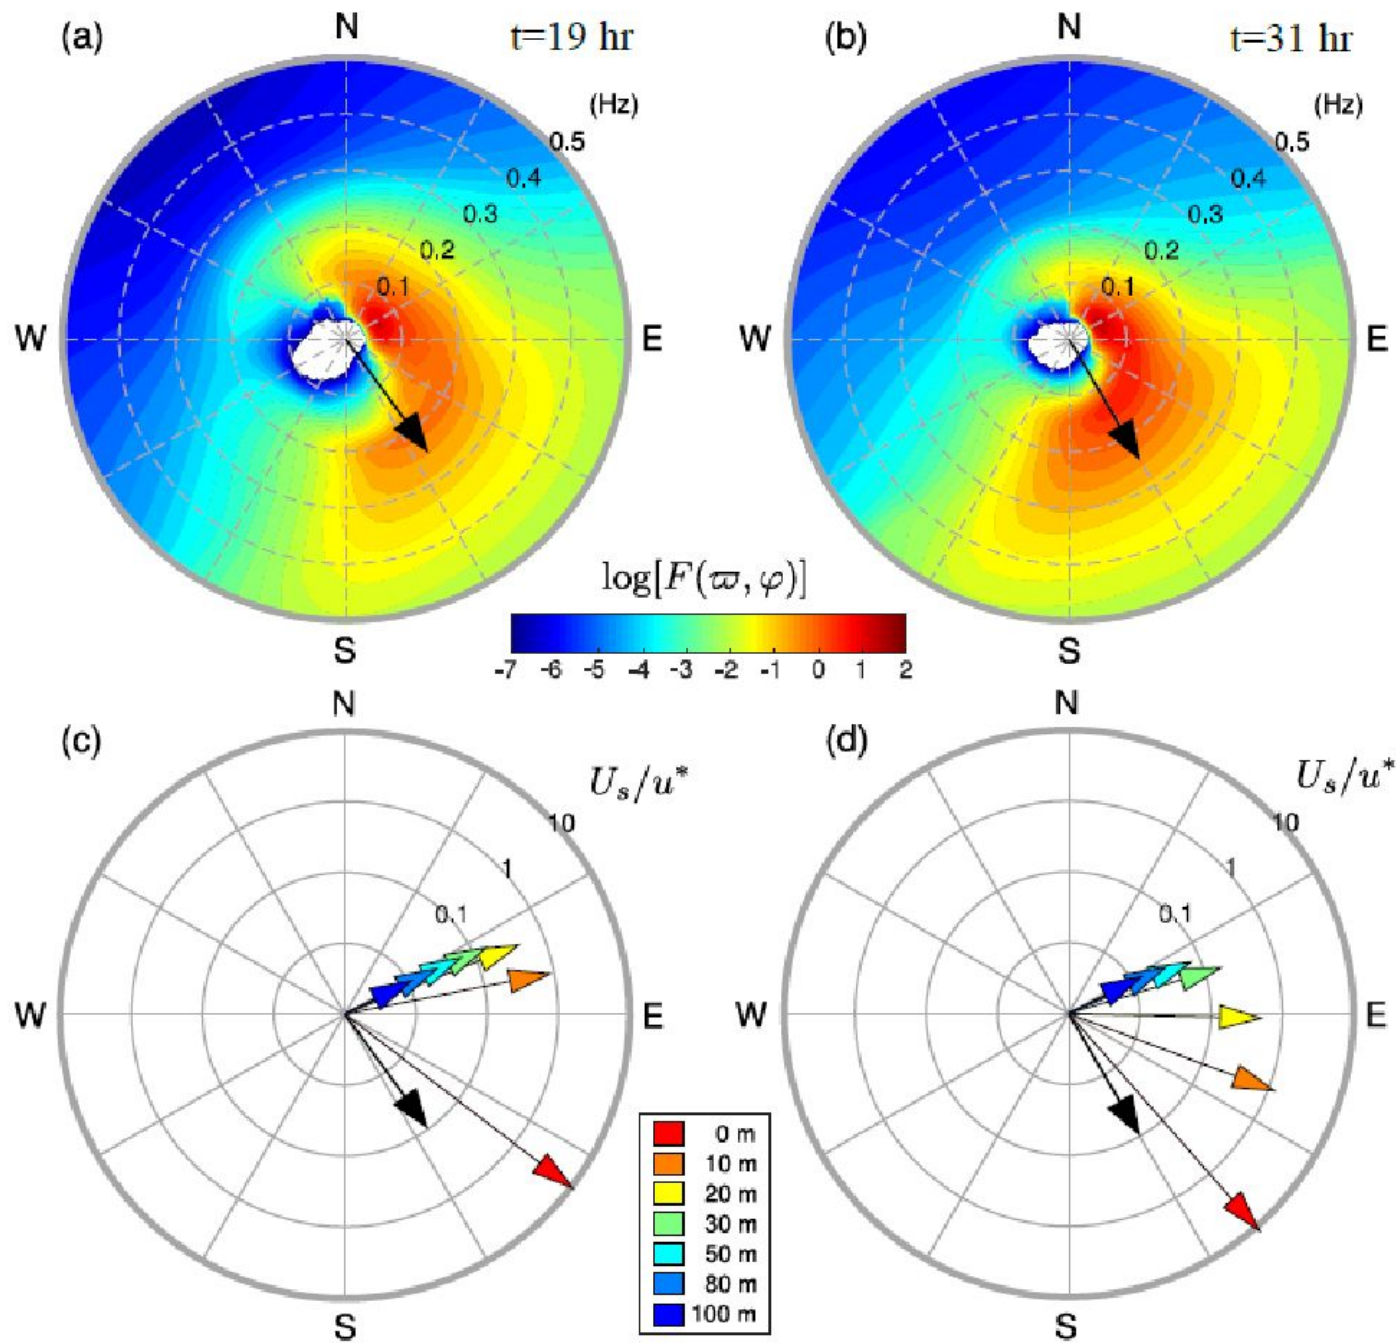 (a) N t=19 hr
(Hz)
0.5
0.4
0.3
0.2
0.1
W E
S
(b) N t=31 hr
(Hz)
0.5
0.4
0.3
0.2
0.1
W E
S
log[F(ϖ, φ)]
-7 -6 -5 -4 -3 -2 -1 0 1 2
(c) N
U_s/u*
10
1
0.1
W E
S
(d) N
U_s/u*
10
1
0.1
W E
S
0 m
10 m
20 m
30 m
50 m
80 m
100 m